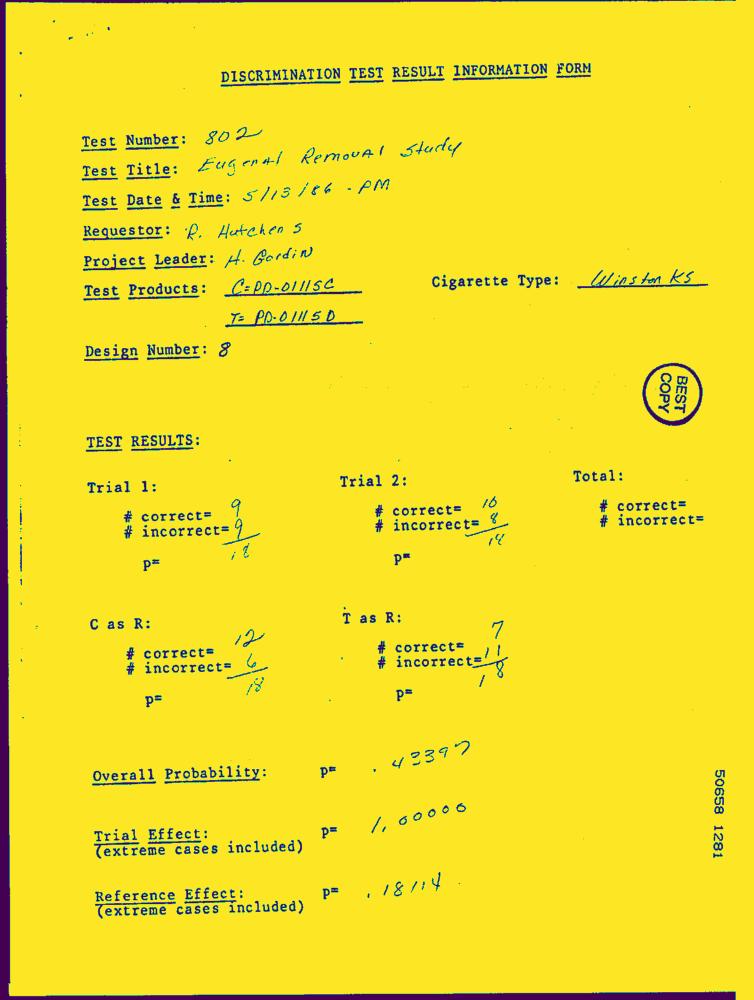 DISCRIMINATION TEST RESULT INFORMATION FORM
Test Number: 802
Test Title: Eugenal Removal Study
Test Date & Time: 5/13/86 - PM
Requestor: R. Hutchens
Project Leader: H. Gordin
Test Products: C=PD-01115C Cigarette Type: Winston KS
T= PD-01115D
Design Number: 8
BEST
COPY
TEST RESULTS:
Trial 1: Trial 2: Total:
# correct= 9 # correct= 10 # correct=
# incorrect= 9 # incorrect= 8 # incorrect=
18 18
p= p=
C as R: T as R:
# correct= 12 # correct= 7
# incorrect= 6 # incorrect= 11
18 18
p= p=
Overall Probability: p= .43397
Trial Effect: p= 1.00000
(extreme cases included)
Reference Effect: p= .18114
(extreme cases included)
50658 1281